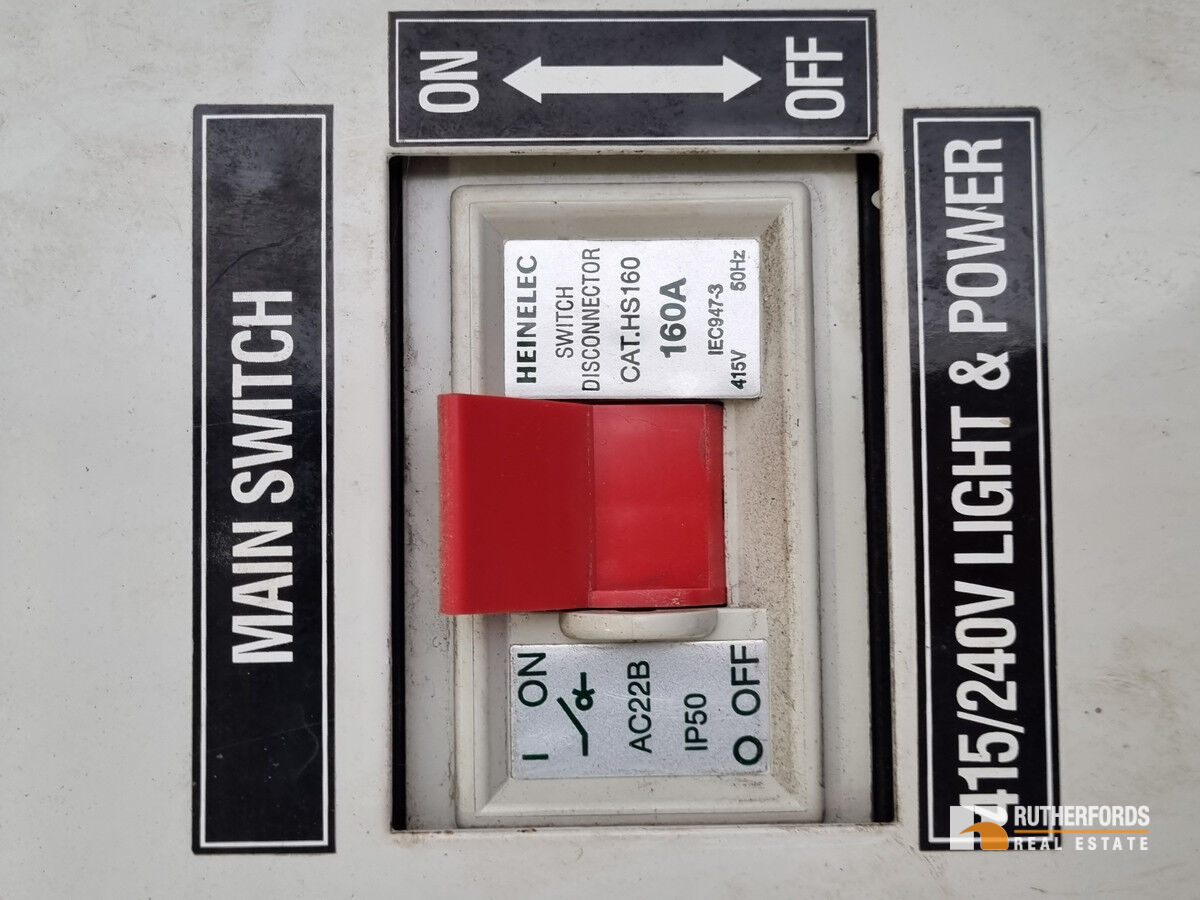 MAIN SWITCH
ON
OFF
HEINELEC
SWITCH
DISCONNECTOR
CAT.HS160
160A
IEC947-3
415V 50Hz
I ON
AC22B
IP50
O OFF
415/240V LIGHT & POWER
RUTHERFORDS
REAL ESTATE